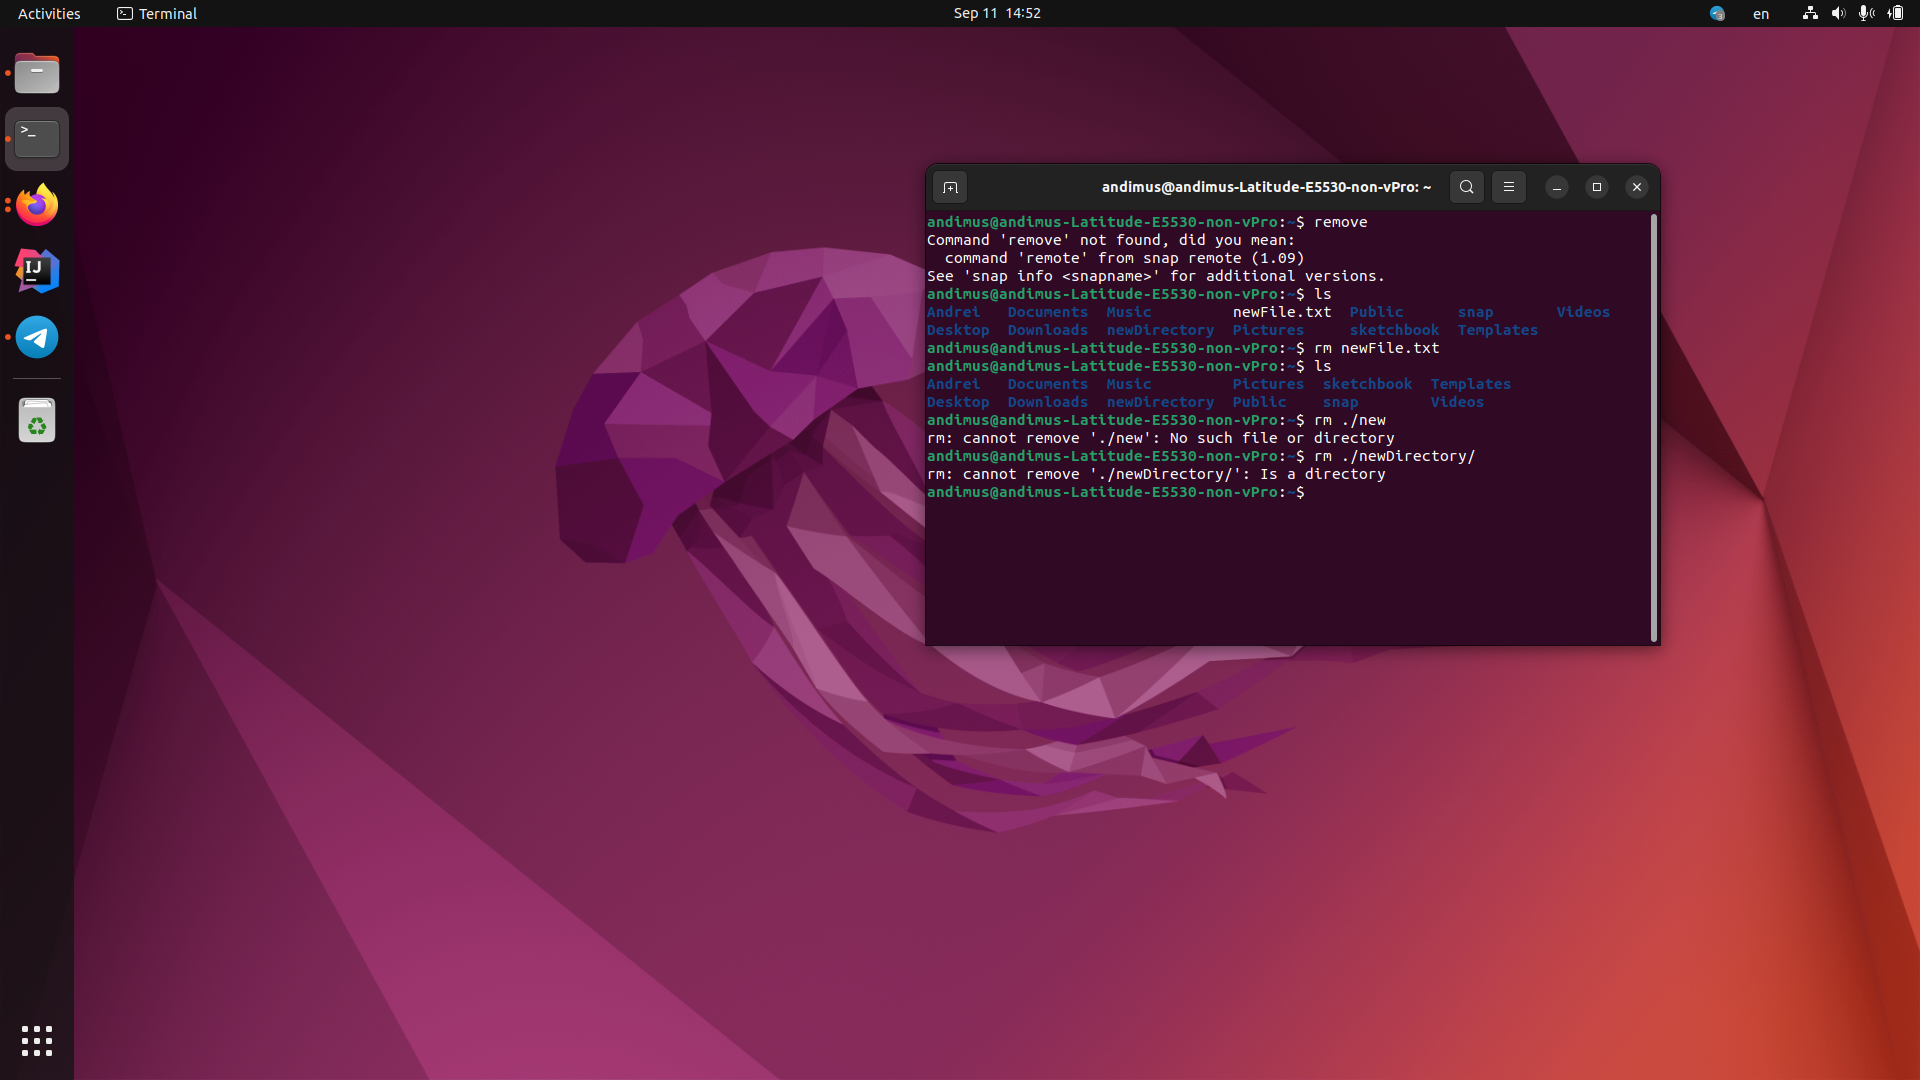 Activities Terminal Sep 11 14:52 en
andimus@andimus-Latitude-E5530-non-vPro: ~
andimus@andimus-Latitude-E5530-non-vPro:~$ remove
Command 'remove' not found, did you mean:
  command 'remote' from snap remote (1.09)
See 'snap info <snapname>' for additional versions.
andimus@andimus-Latitude-E5530-non-vPro:~$ ls
Andrei   Documents  Music         newFile.txt  Public      snap       Videos
Desktop  Downloads  newDirectory  Pictures     sketchbook  Templates
andimus@andimus-Latitude-E5530-non-vPro:~$ rm newFile.txt
andimus@andimus-Latitude-E5530-non-vPro:~$ ls
Andrei   Documents  Music         Pictures  sketchbook  Templates
Desktop  Downloads  newDirectory  Public    snap        Videos
andimus@andimus-Latitude-E5530-non-vPro:~$ rm ./new
rm: cannot remove './new': No such file or directory
andimus@andimus-Latitude-E5530-non-vPro:~$ rm ./newDirectory/
rm: cannot remove './newDirectory/': Is a directory
andimus@andimus-Latitude-E5530-non-vPro:~$
>_
IJ